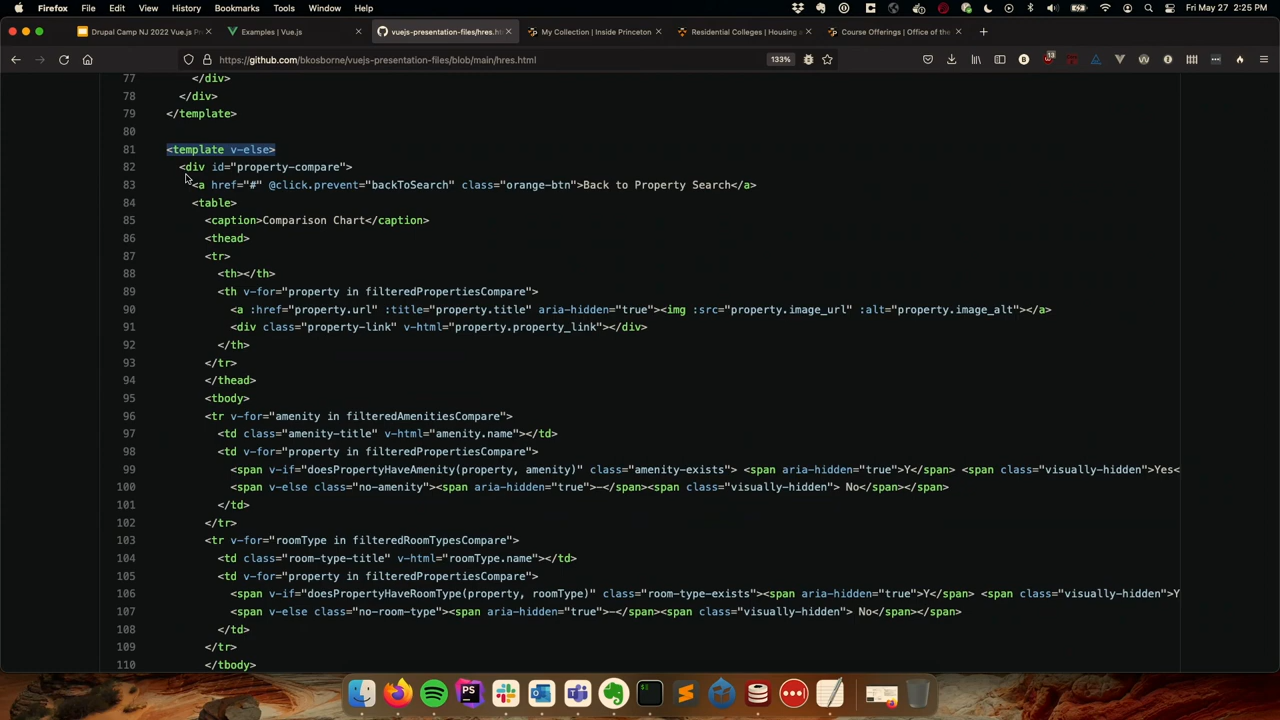 Firefox File Edit View History Bookmarks Tools Window Help Fri May 27 2:25 PM
Drupal Camp NJ 2022 Vue.js Pr Examples | Vue.js vuejs-presentation-files/hres.ht My Collection | Inside Princeton Residential Colleges | Housing Course Offerings | Office of the
https://github.com/bkosborne/vuejs-presentation-files/blob/main/hres.html 133%
77 </div>
78 </div>
79 </template>
80
81 <template v-else>
82 <div id="property-compare">
83 <a href="#" @click.prevent="backToSearch" class="orange-btn">Back to Property Search</a>
84 <table>
85 <caption>Comparison Chart</caption>
86 <thead>
87 <tr>
88 <th></th>
89 <th v-for="property in filteredPropertiesCompare">
90 <a :href="property.url" :title="property.title" aria-hidden="true"><img :src="property.image_url" :alt="property.image_alt"></a>
91 <div class="property-link" v-html="property.property_link"></div>
92 </th>
93 </tr>
94 </thead>
95 <tbody>
96 <tr v-for="amenity in filteredAmenitiesCompare">
97 <td class="amenity-title" v-html="amenity.name"></td>
98 <td v-for="property in filteredPropertiesCompare">
99 <span v-if="doesPropertyHaveAmenity(property, amenity)" class="amenity-exists"> <span aria-hidden="true">Y</span> <span class="visually-hidden">Yes<
100 <span v-else class="no-amenity"><span aria-hidden="true">-</span><span class="visually-hidden"> No</span></span>
101 </td>
102 </tr>
103 <tr v-for="roomType in filteredRoomTypesCompare">
104 <td class="room-type-title" v-html="roomType.name"></td>
105 <td v-for="property in filteredPropertiesCompare">
106 <span v-if="doesPropertyHaveRoomType(property, roomType)" class="room-type-exists"><span aria-hidden="true">Y</span> <span class="visually-hidden">Y
107 <span v-else class="no-room-type"><span aria-hidden="true">-</span><span class="visually-hidden"> No</span></span>
108 </td>
109 </tr>
110 </tbody>
PS